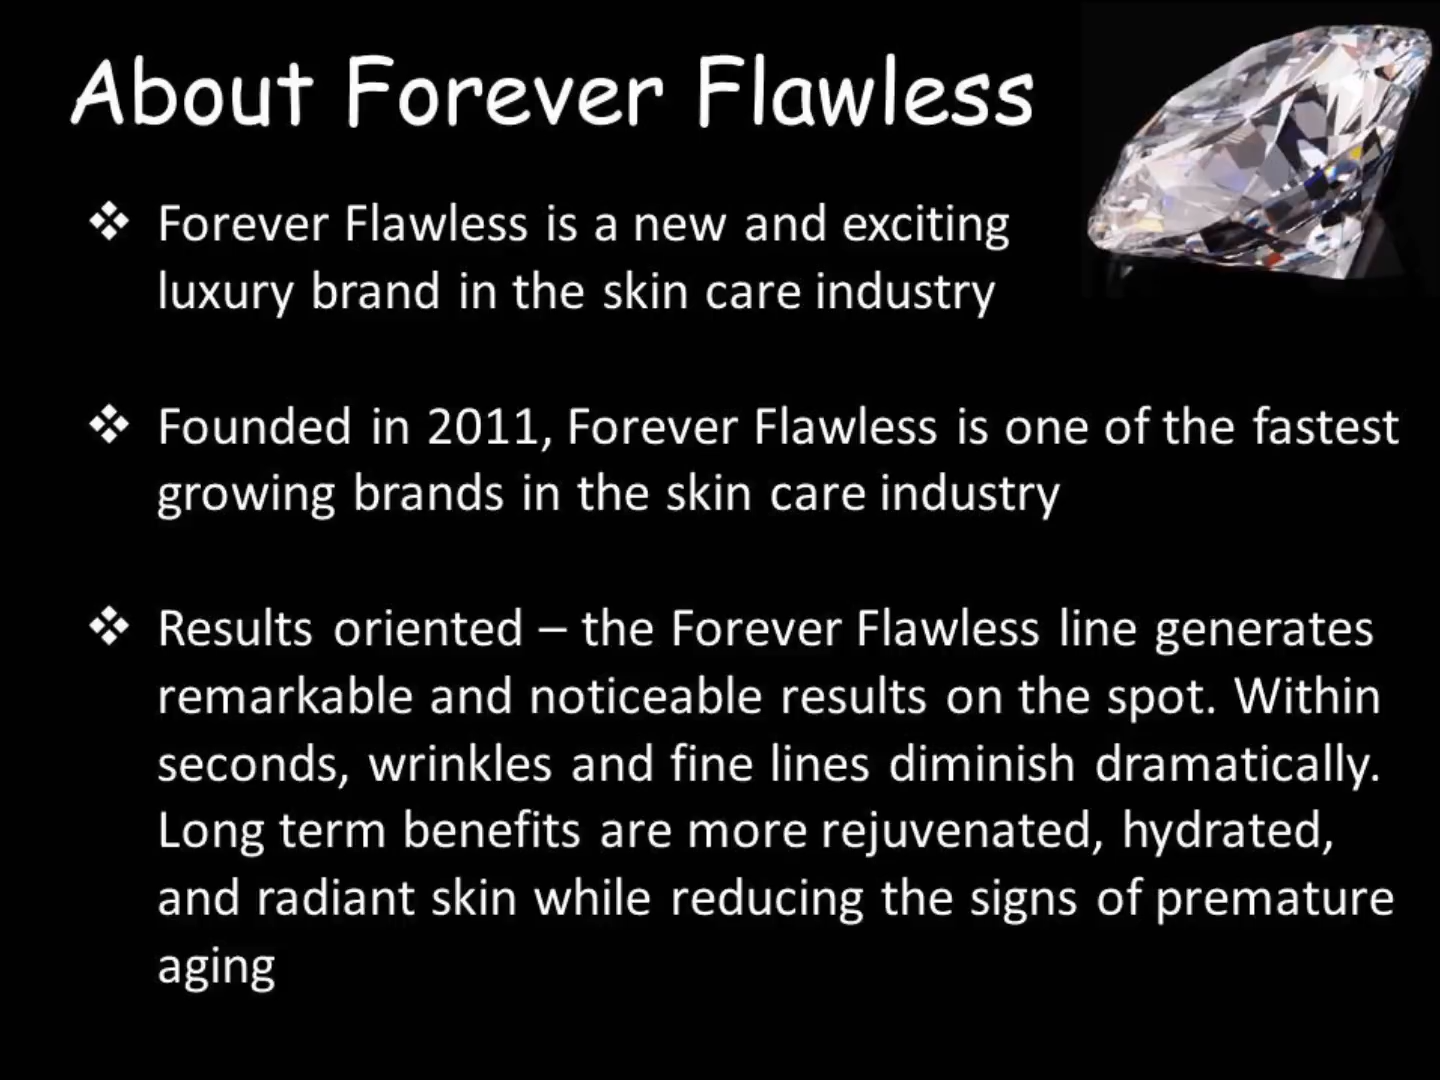 About Forever Flawless
❖ Forever Flawless is a new and exciting
luxury brand in the skin care industry
❖ Founded in 2011, Forever Flawless is one of the fastest
growing brands in the skin care industry
❖ Results oriented – the Forever Flawless line generates
remarkable and noticeable results on the spot. Within
seconds, wrinkles and fine lines diminish dramatically.
Long term benefits are more rejuvenated, hydrated,
and radiant skin while reducing the signs of premature
aging